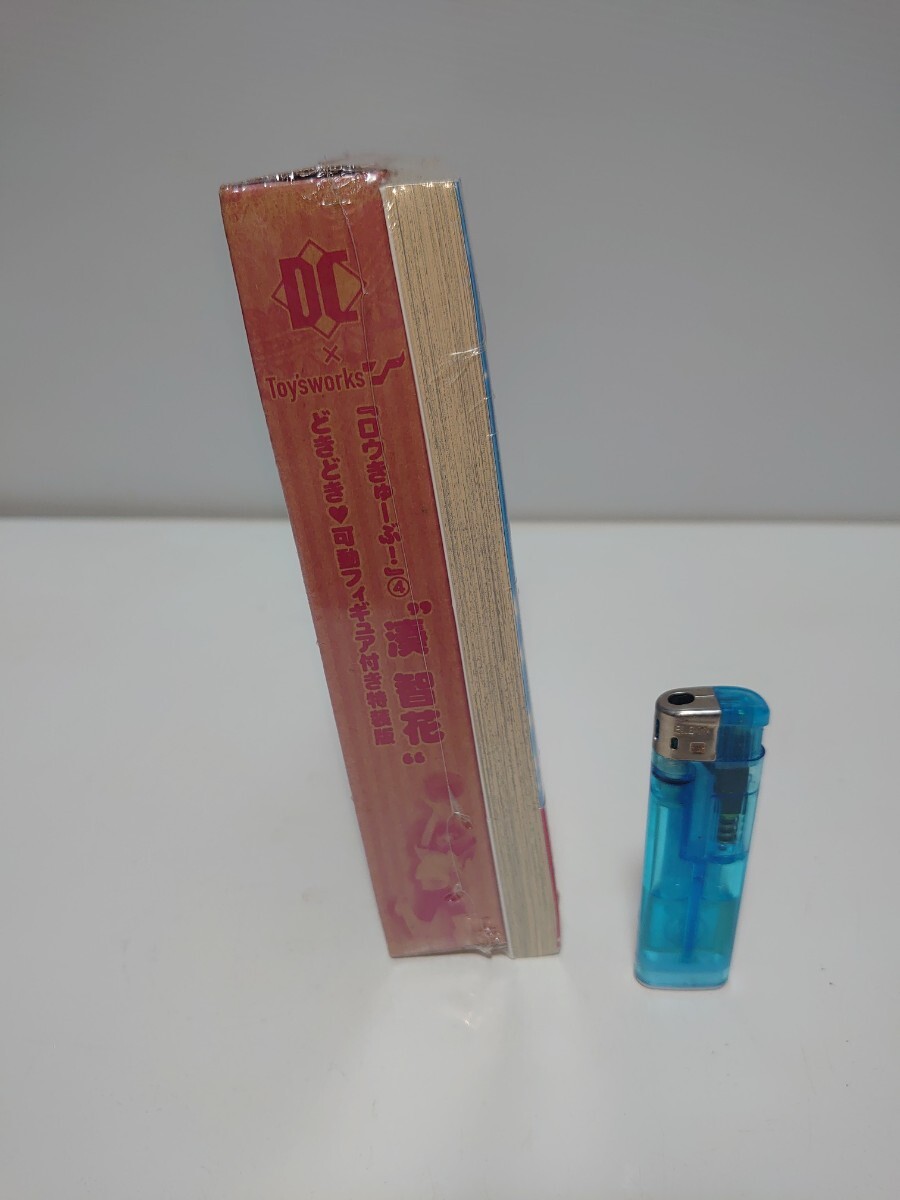 DC
×
Toy'sworks
『ロウきゅーぶ！』④
“湊 智花”
どきどき♥可動フィギュア付き特装版